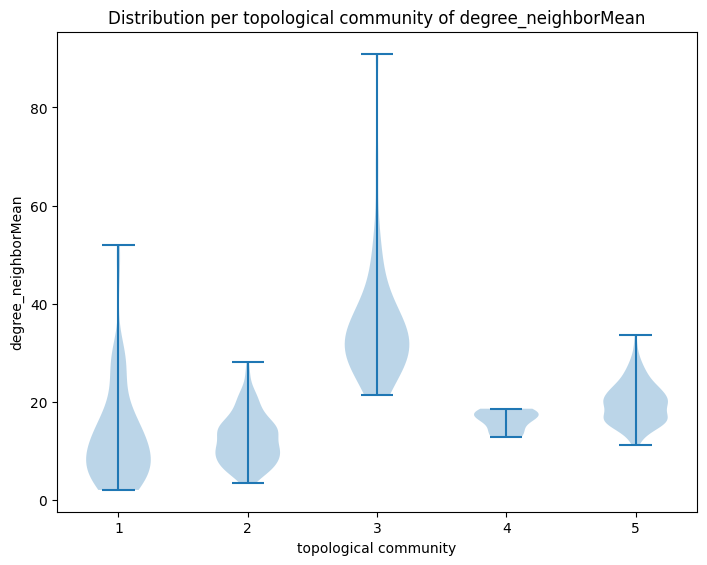 Distribution per topological community of degree_neighborMean
degree_neighborMean
80
60
40
20
0
1 2 3 4 5
topological community